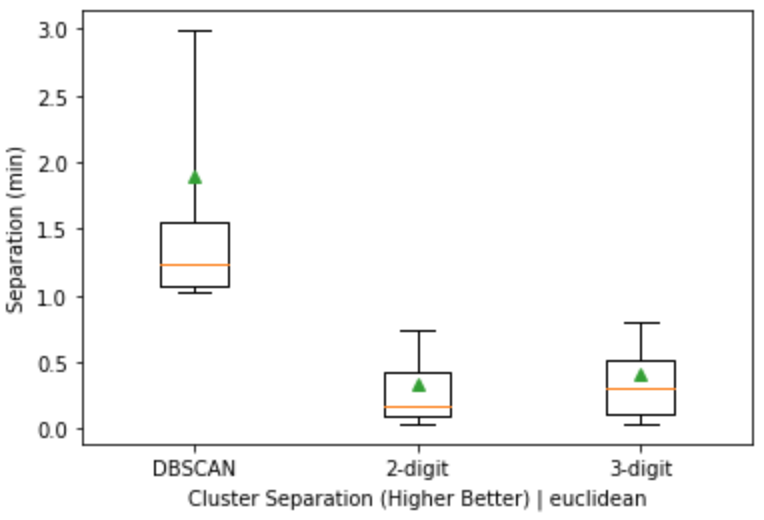 3.0
2.5
2.0
1.5
1.0
0.5
0.0
Separation (min)
DBSCAN 2-digit 3-digit
Cluster Separation (Higher Better) | euclidean